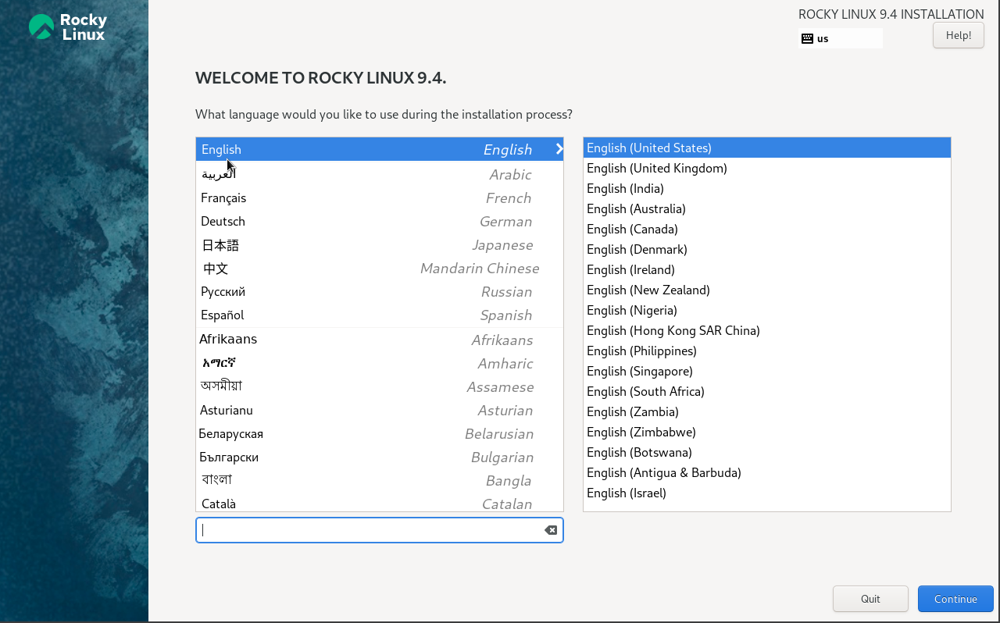 Rocky
Linux
ROCKY LINUX 9.4 INSTALLATION
us
Help!
WELCOME TO ROCKY LINUX 9.4.
What language would you like to use during the installation process?
English English
العربية Arabic
Français French
Deutsch German
日本語 Japanese
中文 Mandarin Chinese
Русский Russian
Español Spanish
Afrikaans Afrikaans
አማርኛ Amharic
অসমীয়া Assamese
Asturianu Asturian
Беларуская Belarusian
Български Bulgarian
বাংলা Bangla
Català Catalan
English (United States)
English (United Kingdom)
English (India)
English (Australia)
English (Canada)
English (Denmark)
English (Ireland)
English (New Zealand)
English (Nigeria)
English (Hong Kong SAR China)
English (Philippines)
English (Singapore)
English (South Africa)
English (Zambia)
English (Zimbabwe)
English (Botswana)
English (Antigua & Barbuda)
English (Israel)
Quit
Continue